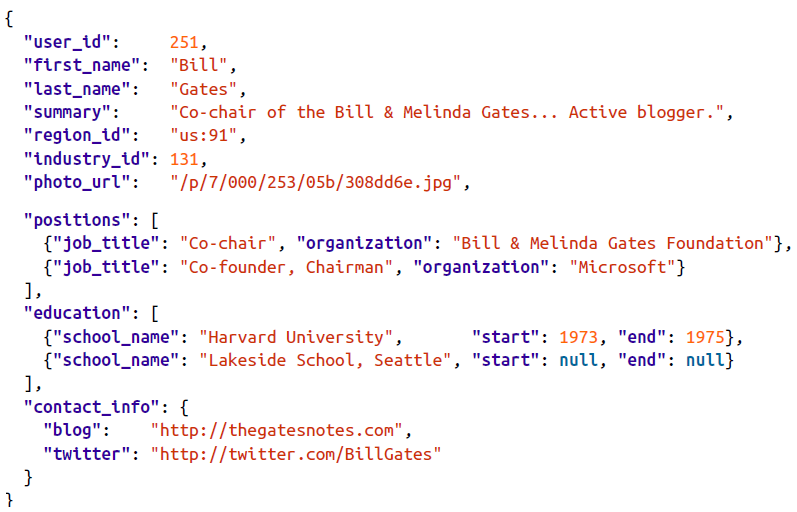 {
  "user_id":     251,
  "first_name":  "Bill",
  "last_name":   "Gates",
  "summary":     "Co-chair of the Bill & Melinda Gates... Active blogger.",
  "region_id":   "us:91",
  "industry_id": 131,
  "photo_url":   "/p/7/000/253/05b/308dd6e.jpg",
  "positions": [
    {"job_title": "Co-chair", "organization": "Bill & Melinda Gates Foundation"},
    {"job_title": "Co-founder, Chairman", "organization": "Microsoft"}
  ],
  "education": [
    {"school_name": "Harvard University",       "start": 1973, "end": 1975},
    {"school_name": "Lakeside School, Seattle", "start": null, "end": null}
  ],
  "contact_info": {
    "blog":    "http://thegatesnotes.com",
    "twitter": "http://twitter.com/BillGates"
  }
}